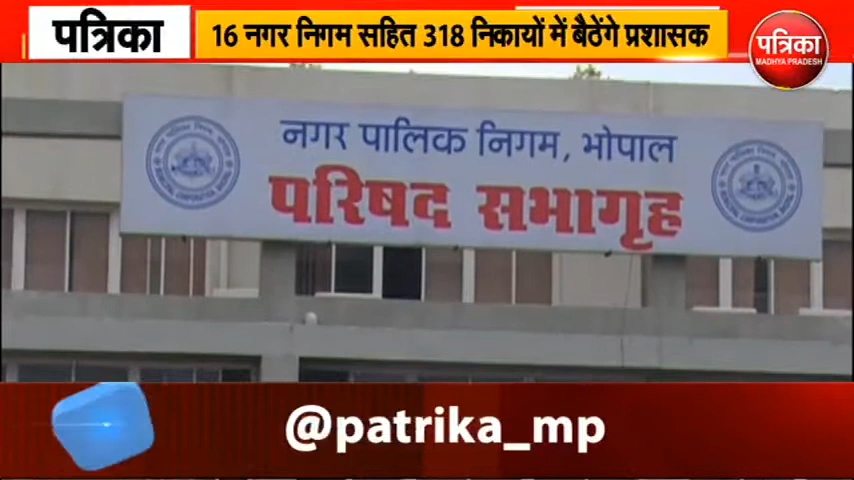 पत्रिका
16 नगर निगम सहित 318 निकायों में बैठेंगे प्रशासक
पत्रिका
MADHYA PRADESH
नगर पालिक निगम, भोपाल
परिषद सभागृह
@patrika_mp